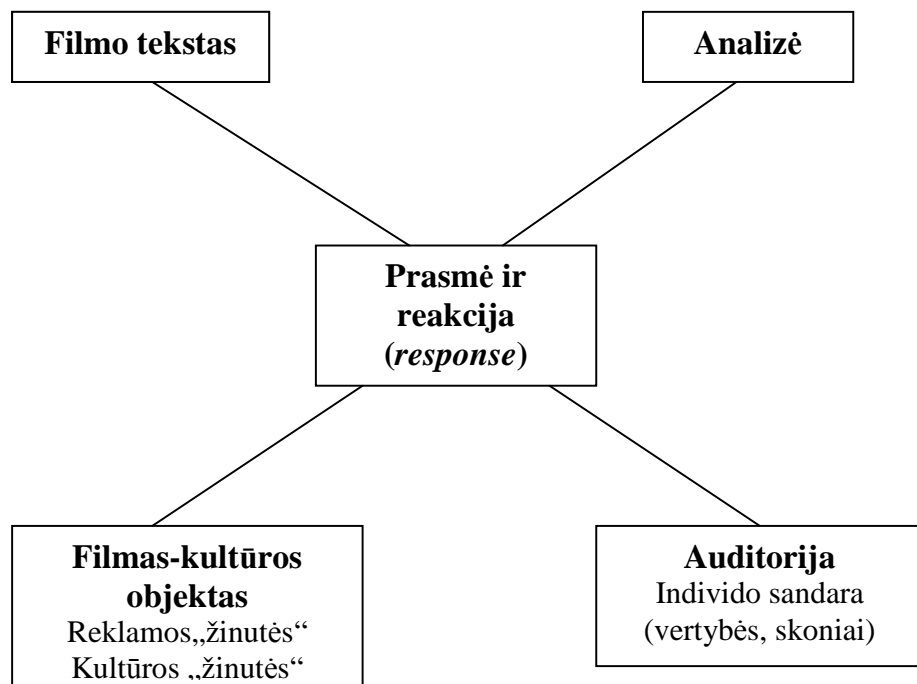 Filmo tekstas
Analizė
Prasmė ir
reakcija
(response)
Filmas-kultūros
objektas
Reklamos„žinutės“
Kultūros „žinutės“
Auditorija
Individo sandara
(vertybės, skoniai)